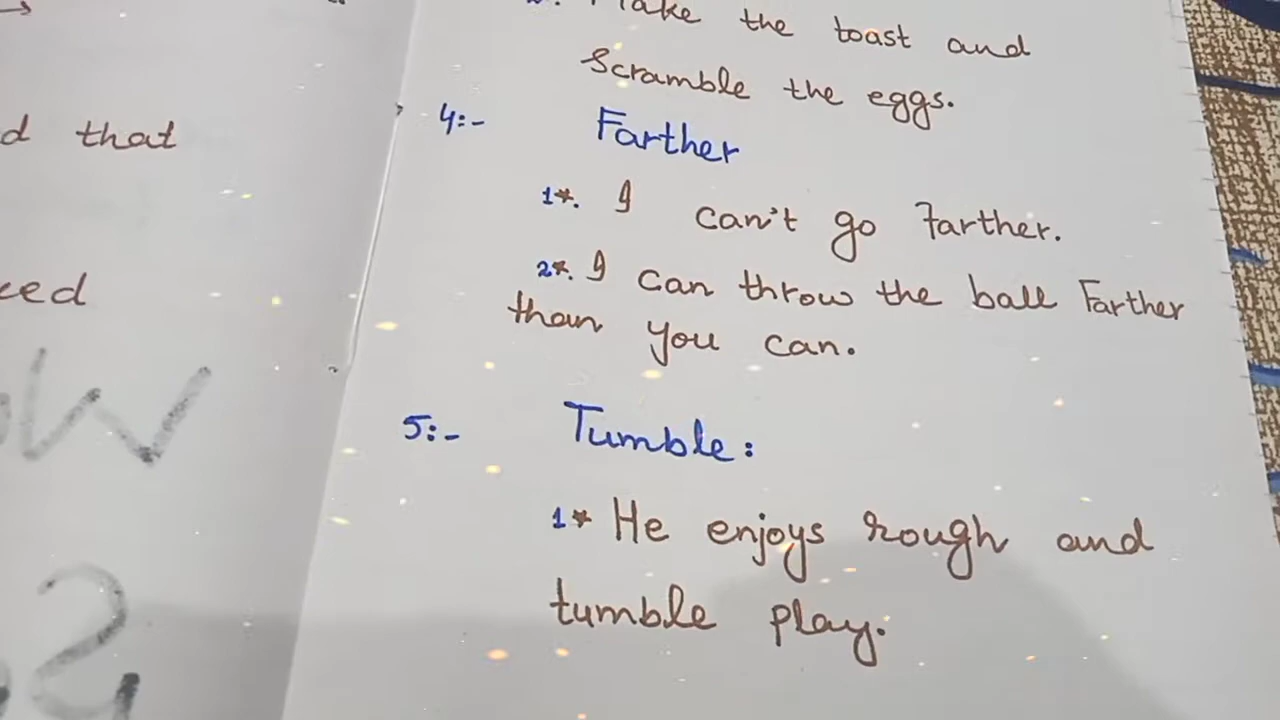 d that
ced
2. Make the toast and
Scramble the eggs.
4:- Farther
1*. I can't go Farther.
2*. I can throw the ball Farther
than you can.
5:- Tumble:
1* He enjoys rough and
tumble play.